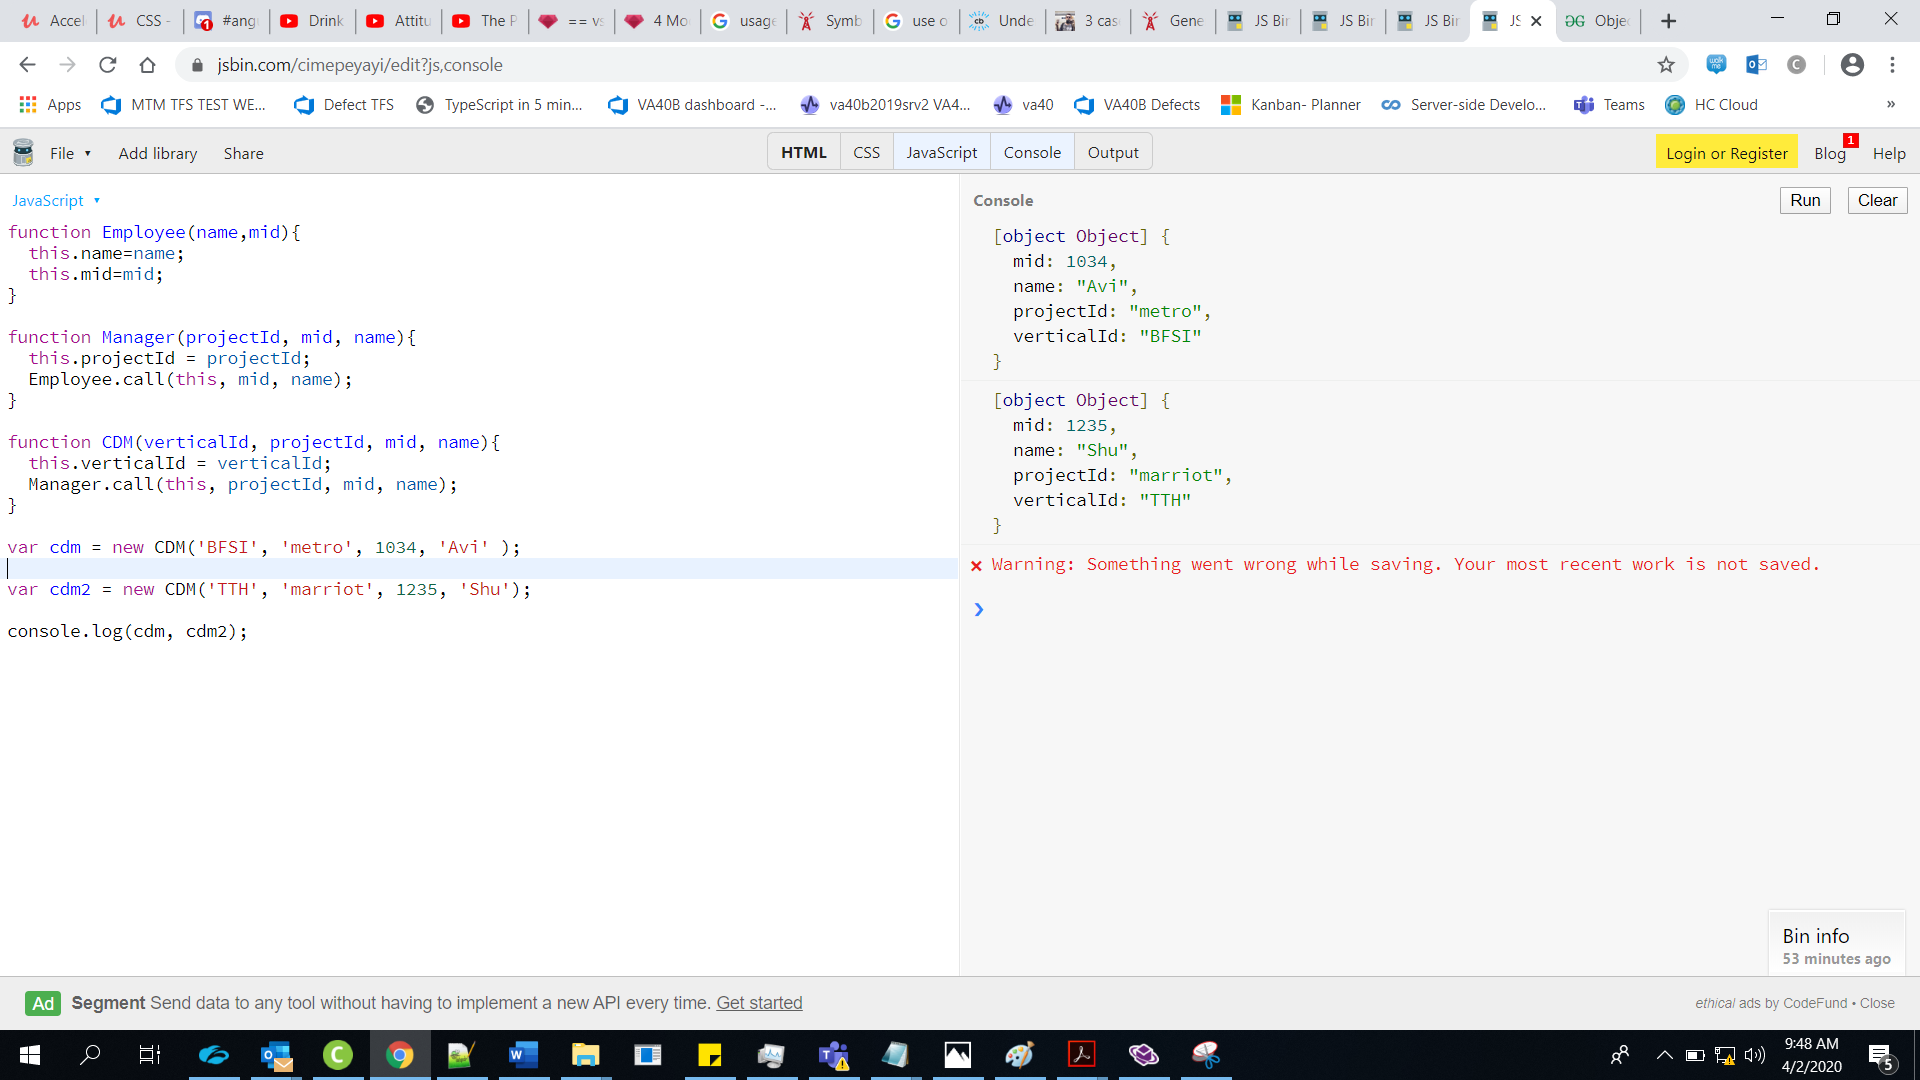 Accel
CSS -
#ang
Drink
Attitu
The P
== vs
4 Mo
usage
Symb
use o
Unde
3 cas
Gene
JS Bin
JS Bin
JS Bin
JS
Objec
jsbin.com/cimepeyayi/edit?js,console
Apps
MTM TFS TEST WE...
Defect TFS
TypeScript in 5 min...
VA40B dashboard -...
va40b2019srv2 VA4...
va40
VA40B Defects
Kanban- Planner
Server-side Develo...
Teams
HC Cloud
»
File
Add library
Share
HTML
CSS
JavaScript
Console
Output
Login or Register
Blog
1
Help
JavaScript
function Employee(name,mid){
this.name=name;
this.mid=mid;
}
function Manager(projectId, mid, name){
this.projectId = projectId;
Employee.call(this, mid, name);
}
function CDM(verticalId, projectId, mid, name){
this.verticalId = verticalId;
Manager.call(this, projectId, mid, name);
}
var cdm = new CDM('BFSI', 'metro', 1034, 'Avi' );
var cdm2 = new CDM('TTH', 'marriot', 1235, 'Shu');
console.log(cdm, cdm2);
Console
Run
Clear
[object Object] {
mid: 1034,
name: "Avi",
projectId: "metro",
verticalId: "BFSI"
}
[object Object] {
mid: 1235,
name: "Shu",
projectId: "marriot",
verticalId: "TTH"
}
Warning: Something went wrong while saving. Your most recent work is not saved.
Bin info
53 minutes ago
Ad Segment Send data to any tool without having to implement a new API every time. Get started
ethical ads by CodeFund • Close
9:48 AM
4/2/2020
5